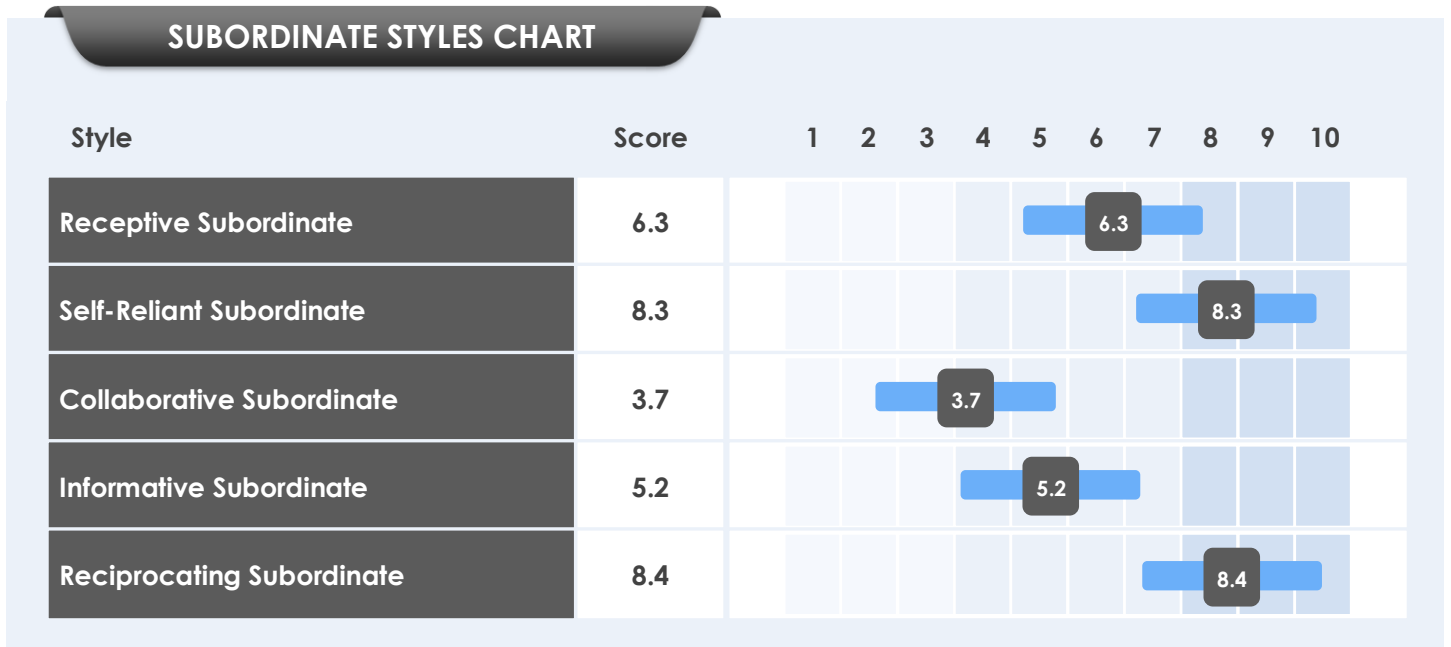 SUBORDINATE STYLES CHART
Style Score 1 2 3 4 5 6 7 8 9 10
Receptive Subordinate 6.3 6.3
Self-Reliant Subordinate 8.3 8.3
Collaborative Subordinate 3.7 3.7
Informative Subordinate 5.2 5.2
Reciprocating Subordinate 8.4 8.4